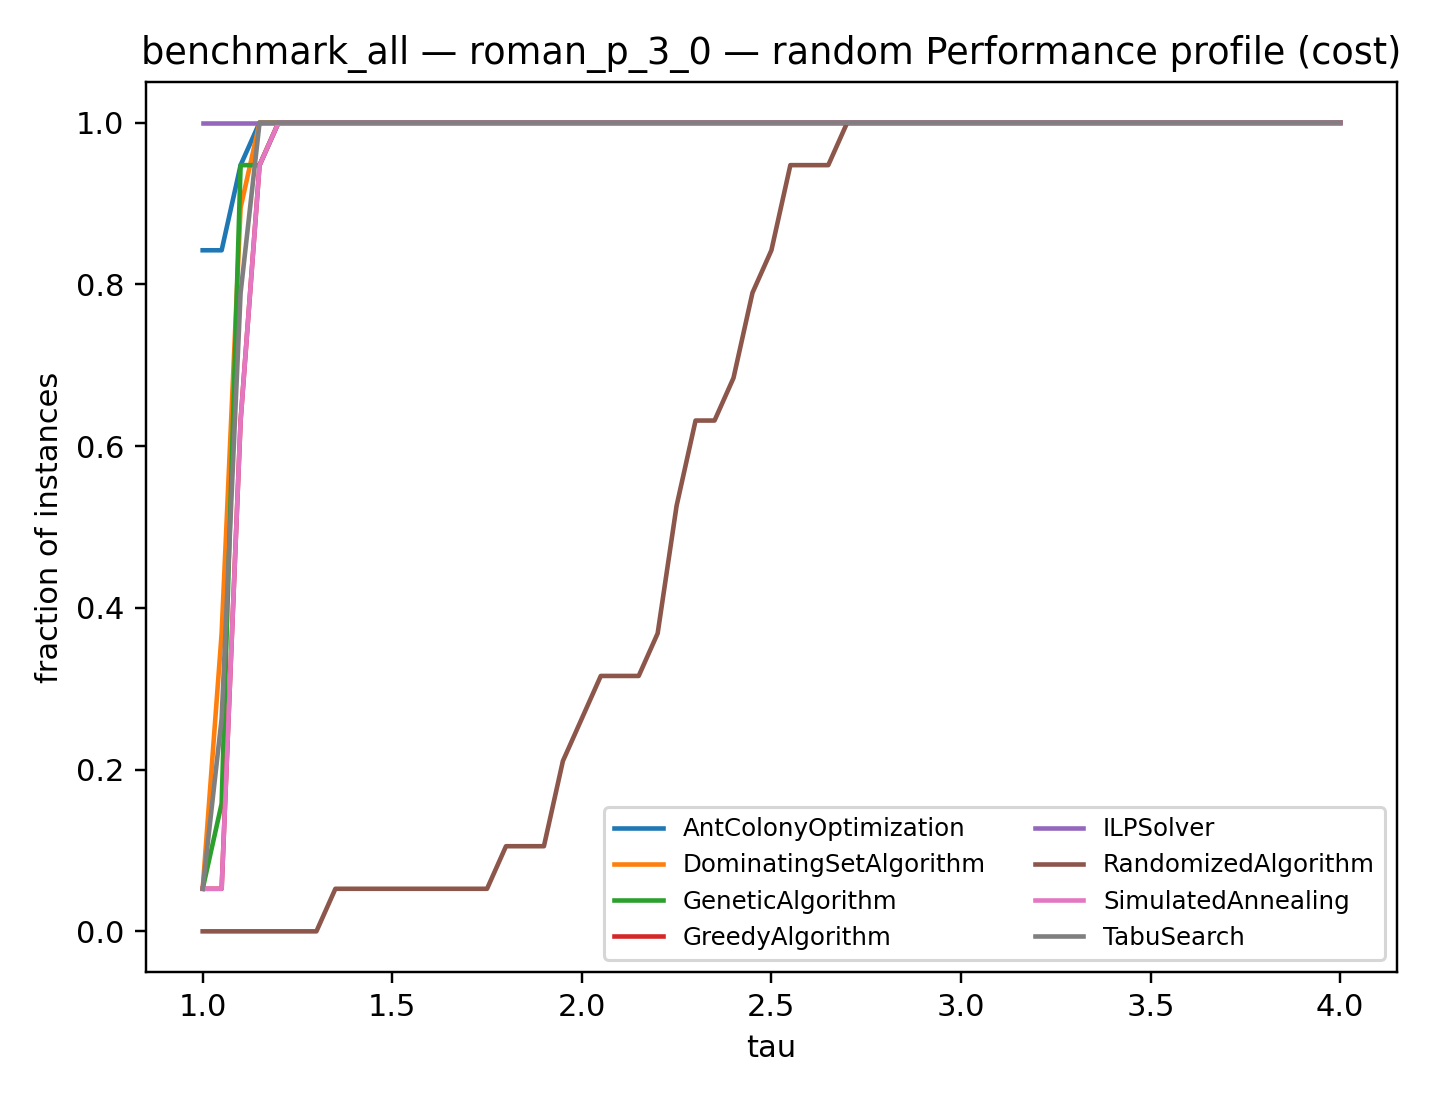 benchmark_all — roman_p_3_0 — random Performance profile (cost)
1.0
0.8
0.6
0.4
0.2
0.0
fraction of instances
1.0 1.5 2.0 2.5 3.0 3.5 4.0
tau
AntColonyOptimization
DominatingSetAlgorithm
GeneticAlgorithm
GreedyAlgorithm
ILPSolver
RandomizedAlgorithm
SimulatedAnnealing
TabuSearch